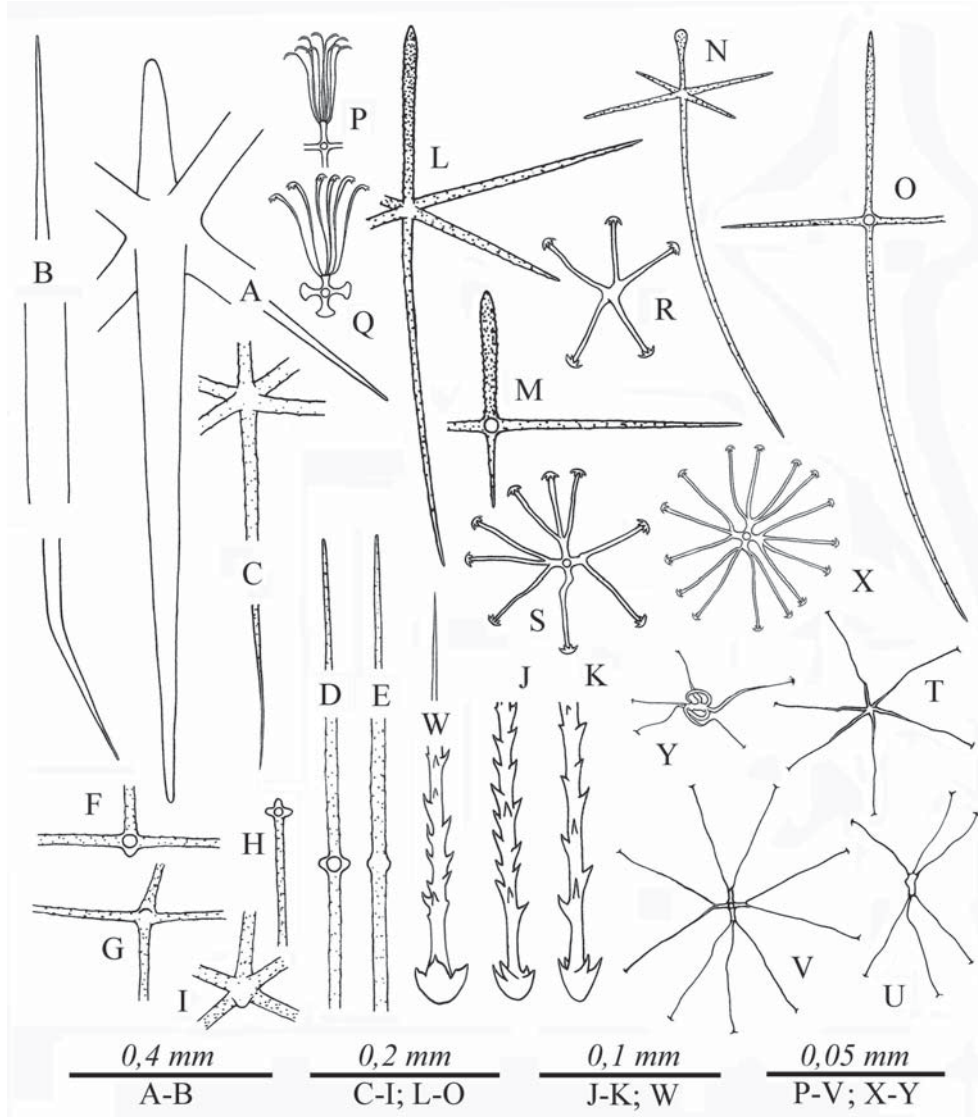 B
A
P
Q
L
N
O
R
M
C
S
X
D E
J K
W
Y
T
F
H
G
I
V
U
0,4 mm 0,2 mm 0,1 mm 0,05 mm
A-B C-I; L-O J-K; W P-V; X-Y